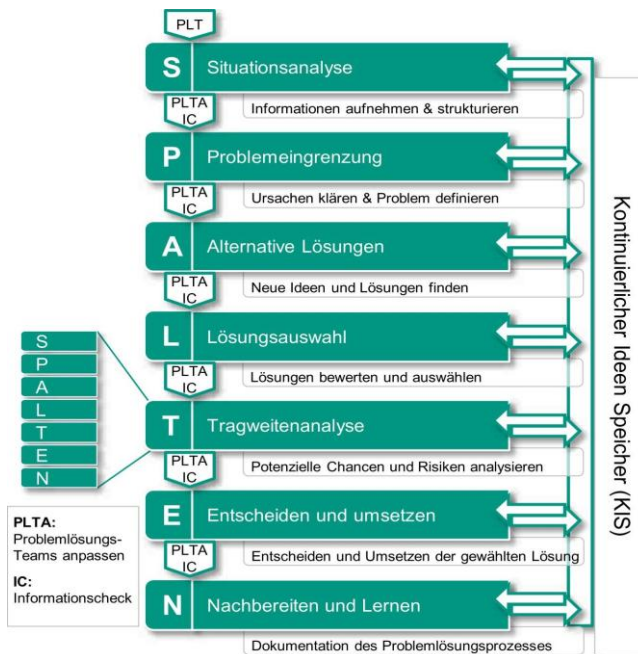 PLT
S Situationsanalyse
PLTA
IC
Informationen aufnehmen & strukturieren
P Problemeingrenzung
PLTA
IC
Ursachen klären & Problem definieren
A Alternative Lösungen
PLTA
IC
Neue Ideen und Lösungen finden
L Lösungsauswahl
PLTA
IC
Lösungen bewerten und auswählen
T Tragweitenanalyse
PLTA
IC
Potenzielle Chancen und Risiken analysieren
E Entscheiden und umsetzen
PLTA
IC
Entscheiden und Umsetzen der gewählten Lösung
N Nachbereiten und Lernen
Dokumentation des Problemlösungsprozesses
S
P
A
L
T
E
N
PLTA:
Problemlösungs-
Teams anpassen
IC:
Informationscheck
Kontinuierlicher Ideen Speicher (KIS)